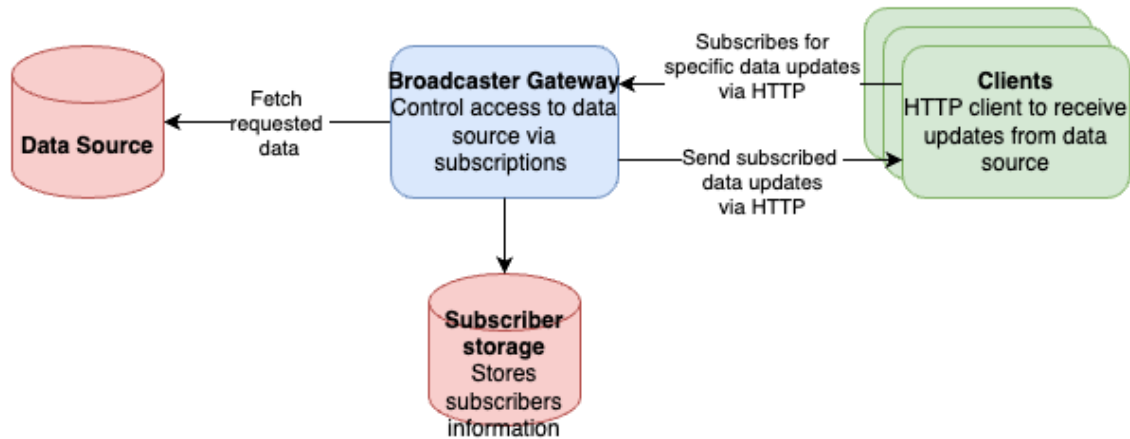 Data Source
Fetch
requested
data
Broadcaster Gateway
Control access to data
source via
subscriptions
Subscribes for
specific data updates
via HTTP
Send subscribed
data updates
via HTTP
Clients
HTTP client to receive
updates from data
source
Subscriber
storage
Stores
subscribers
information